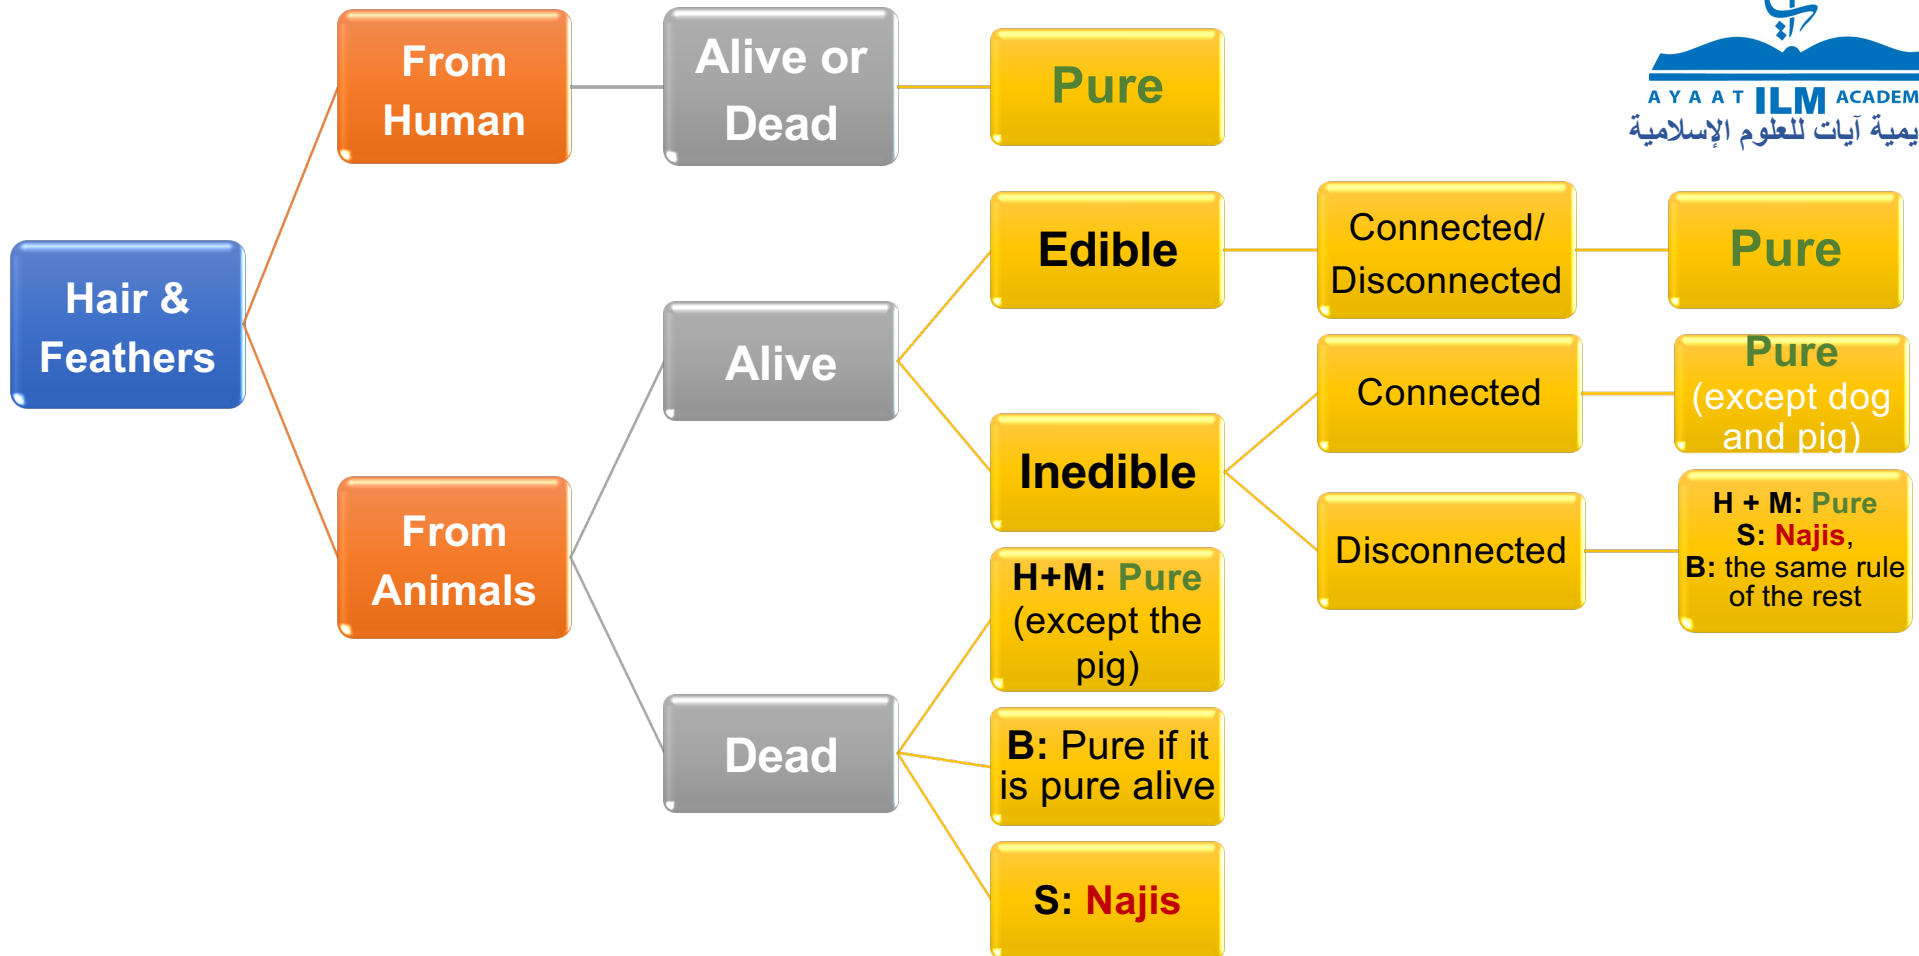 From
Human
Alive or
Dead
Pure
AYAAT ILM ACADEM
يمية آيات للعلوم الإسلامية
Hair &
Feathers
From
Animals
Alive
Edible
Connected/
Disconnected
Pure
Inedible
Connected
Pure
(except dog
and pig)
Disconnected
H + M: Pure
S: Najis,
B: the same rule
of the rest
Dead
H+M: Pure
(except the
pig)
B: Pure if it
is pure alive
S: Najis